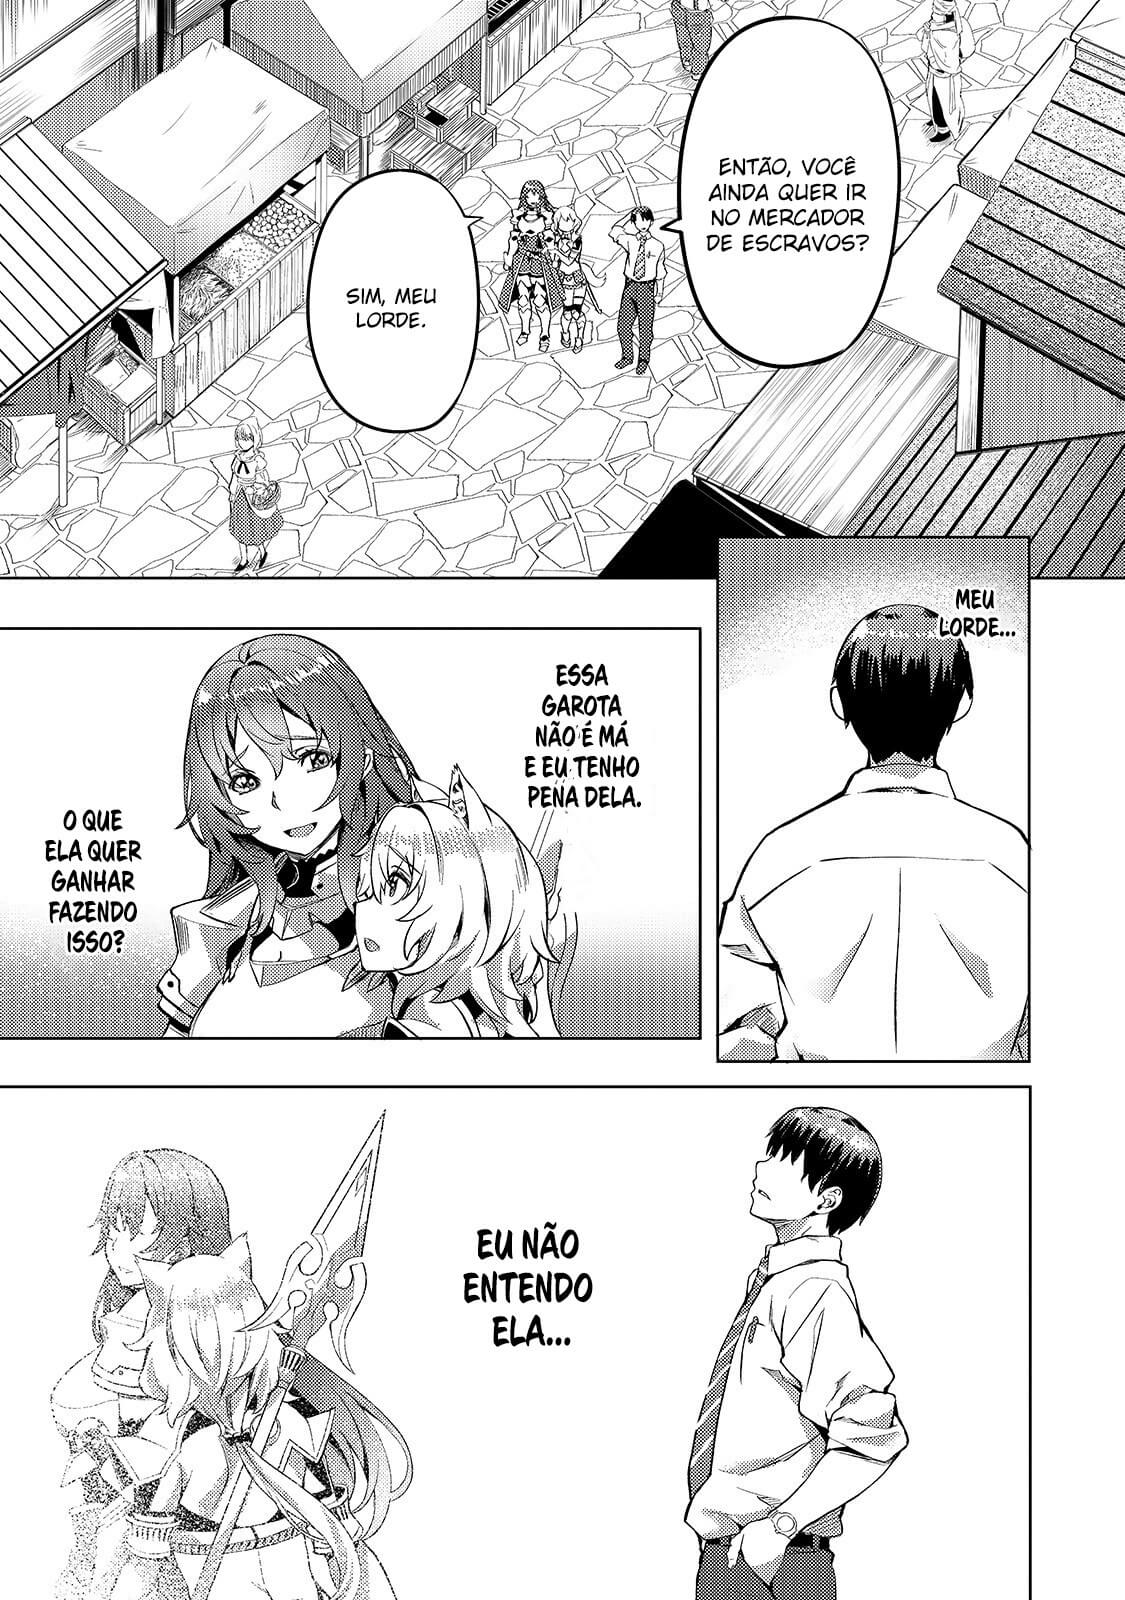 ENTÃO, VOCÊ
AINDA QUER IR
NO MERCADOR
DE ESCRAVOS?
SIM, MEU
LORDE.
MEU
LORDE...
ESSA
GAROTA
NÃO É MÁ
E EU TENHO
PENA DELA.
O QUE
ELA QUER
GANHAR
FAZENDO
ISSO?
EU NÃO
ENTENDO
ELA...